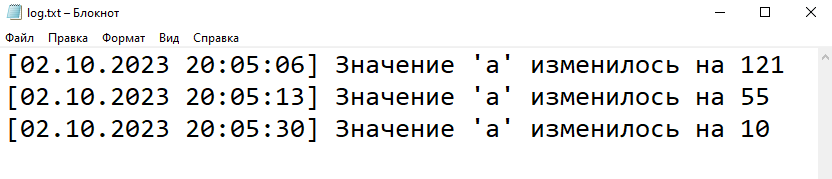 log.txt – Блокнот
Файл Правка Формат Вид Справка
[02.10.2023 20:05:06] Значение 'a' изменилось на 121
[02.10.2023 20:05:13] Значение 'a' изменилось на 55
[02.10.2023 20:05:30] Значение 'a' изменилось на 10